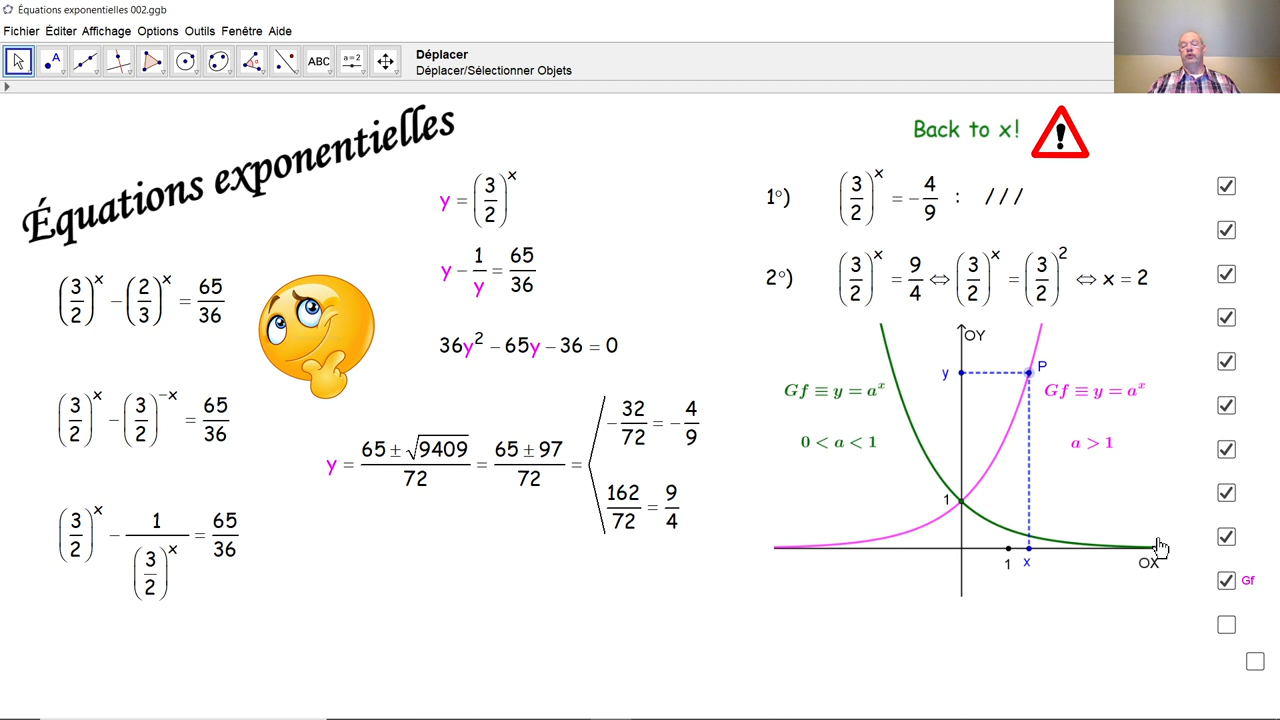 Équations exponentielles 002.ggb
Fichier Éditer Affichage Options Outils Fenêtre Aide
A
ABC
a=2
Déplacer
Déplacer/Sélectionner Objets
Équations exponentielles
(3/2)^x − (2/3)^x = 65/36
(3/2)^x − (3/2)^−x = 65/36
(3/2)^x − 1/(3/2)^x = 65/36
y = (3/2)^x
y − 1/y = 65/36
36y² − 65y − 36 = 0
y = (65 ± √9409)/72 = (65 ± 97)/72 =
−32/72 = −4/9
162/72 = 9/4
Back to x!
1°) (3/2)^x = −4/9 : ///
2°) (3/2)^x = 9/4 ⇔ (3/2)^x = (3/2)^2 ⇔ x = 2
OY
y
P
Gf ≡ y = a^x
0 < a < 1
Gf ≡ y = a^x
a > 1
1
1
x
OX
Gf